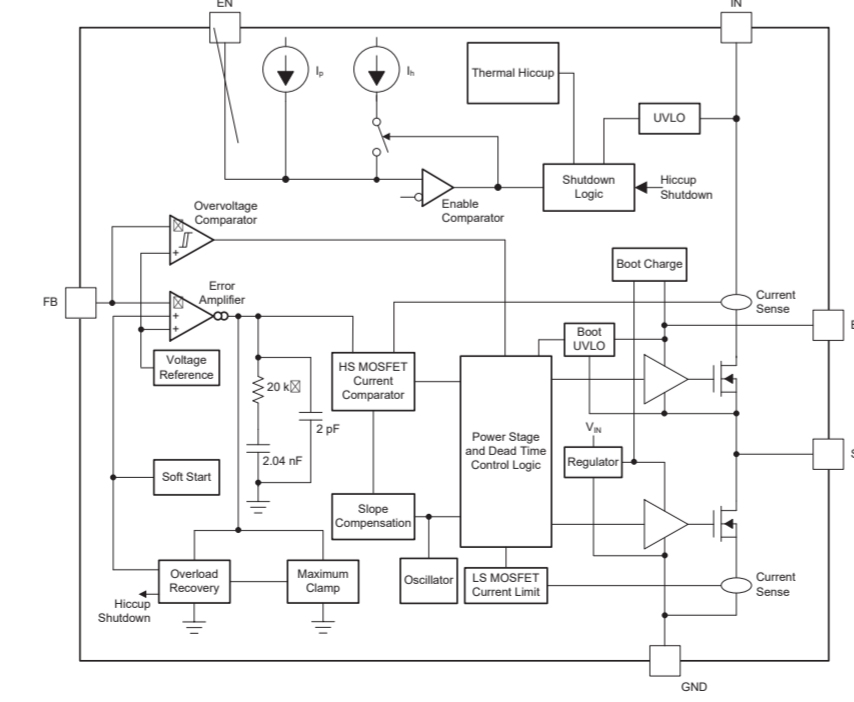 EN
IN
Ip
Ih
Thermal Hiccup
UVLO
Shutdown
Logic
Hiccup
Shutdown
Enable
Comparator
Overvoltage
Comparator
+
Boot Charge
FB
Error
Amplifier
+
+
Current
Sense
B
Boot
UVLO
Voltage
Reference
HS MOSFET
Current
Comparator
20 k
2 pF
2.04 nF
Power Stage
and Dead Time
Control Logic
VIN
Regulator
S
Soft Start
Slope
Compensation
Overload
Recovery
Maximum
Clamp
Oscillator
LS MOSFET
Current Limit
Current
Sense
Hiccup
Shutdown
GND